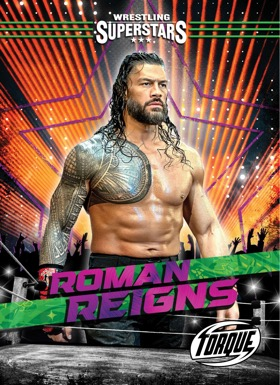 WRESTLING
SUPERSTARS
ROMAN
REIGNS
TORQUE